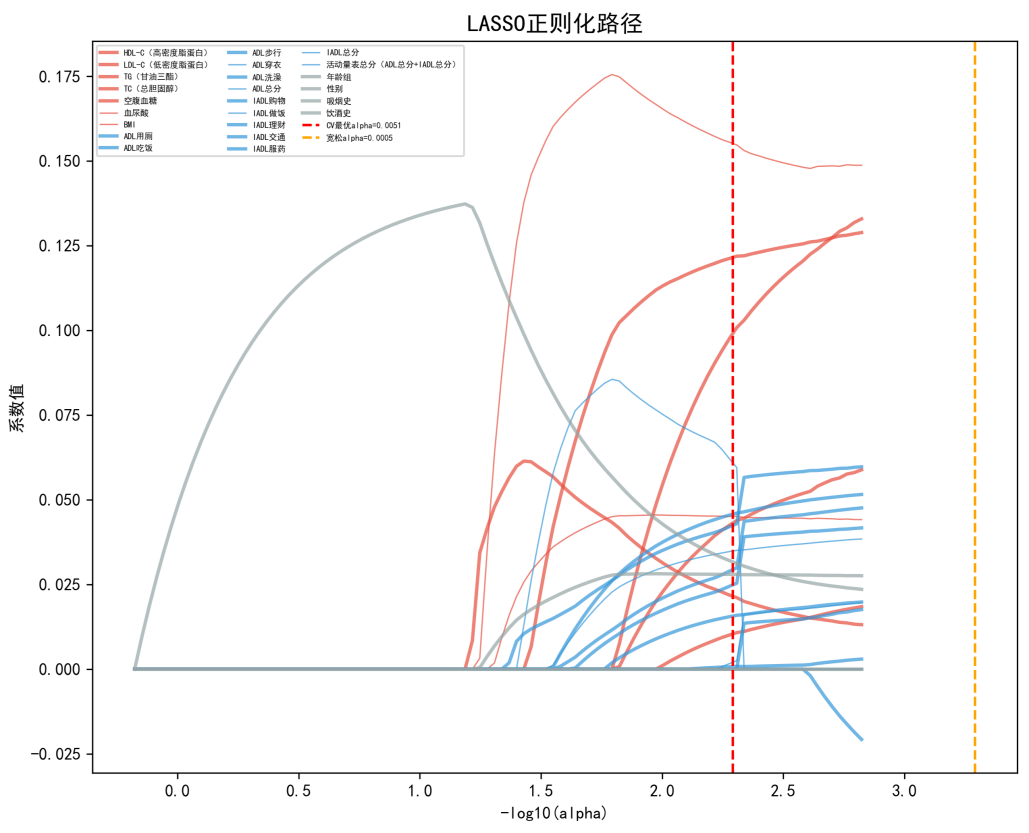 LASSO正则化路径
HDL-C（高密度脂蛋白）
LDL-C（低密度脂蛋白）
TG（甘油三酯）
TC（总胆固醇）
空腹血糖
血尿酸
BMI
ADL用厕
ADL吃饭
ADL步行
ADL穿衣
ADL洗澡
ADL总分
IADL购物
IADL做饭
IADL理财
IADL交通
IADL服药
IADL总分
活动量表总分（ADL总分+IADL总分）
年龄组
性别
吸烟史
饮酒史
CV最优alpha=0.0051
宽松alpha=0.0005
系数值
0.175
0.150
0.125
0.100
0.075
0.050
0.025
0.000
−0.025
0.0 0.5 1.0 1.5 2.0 2.5 3.0
-log10(alpha)